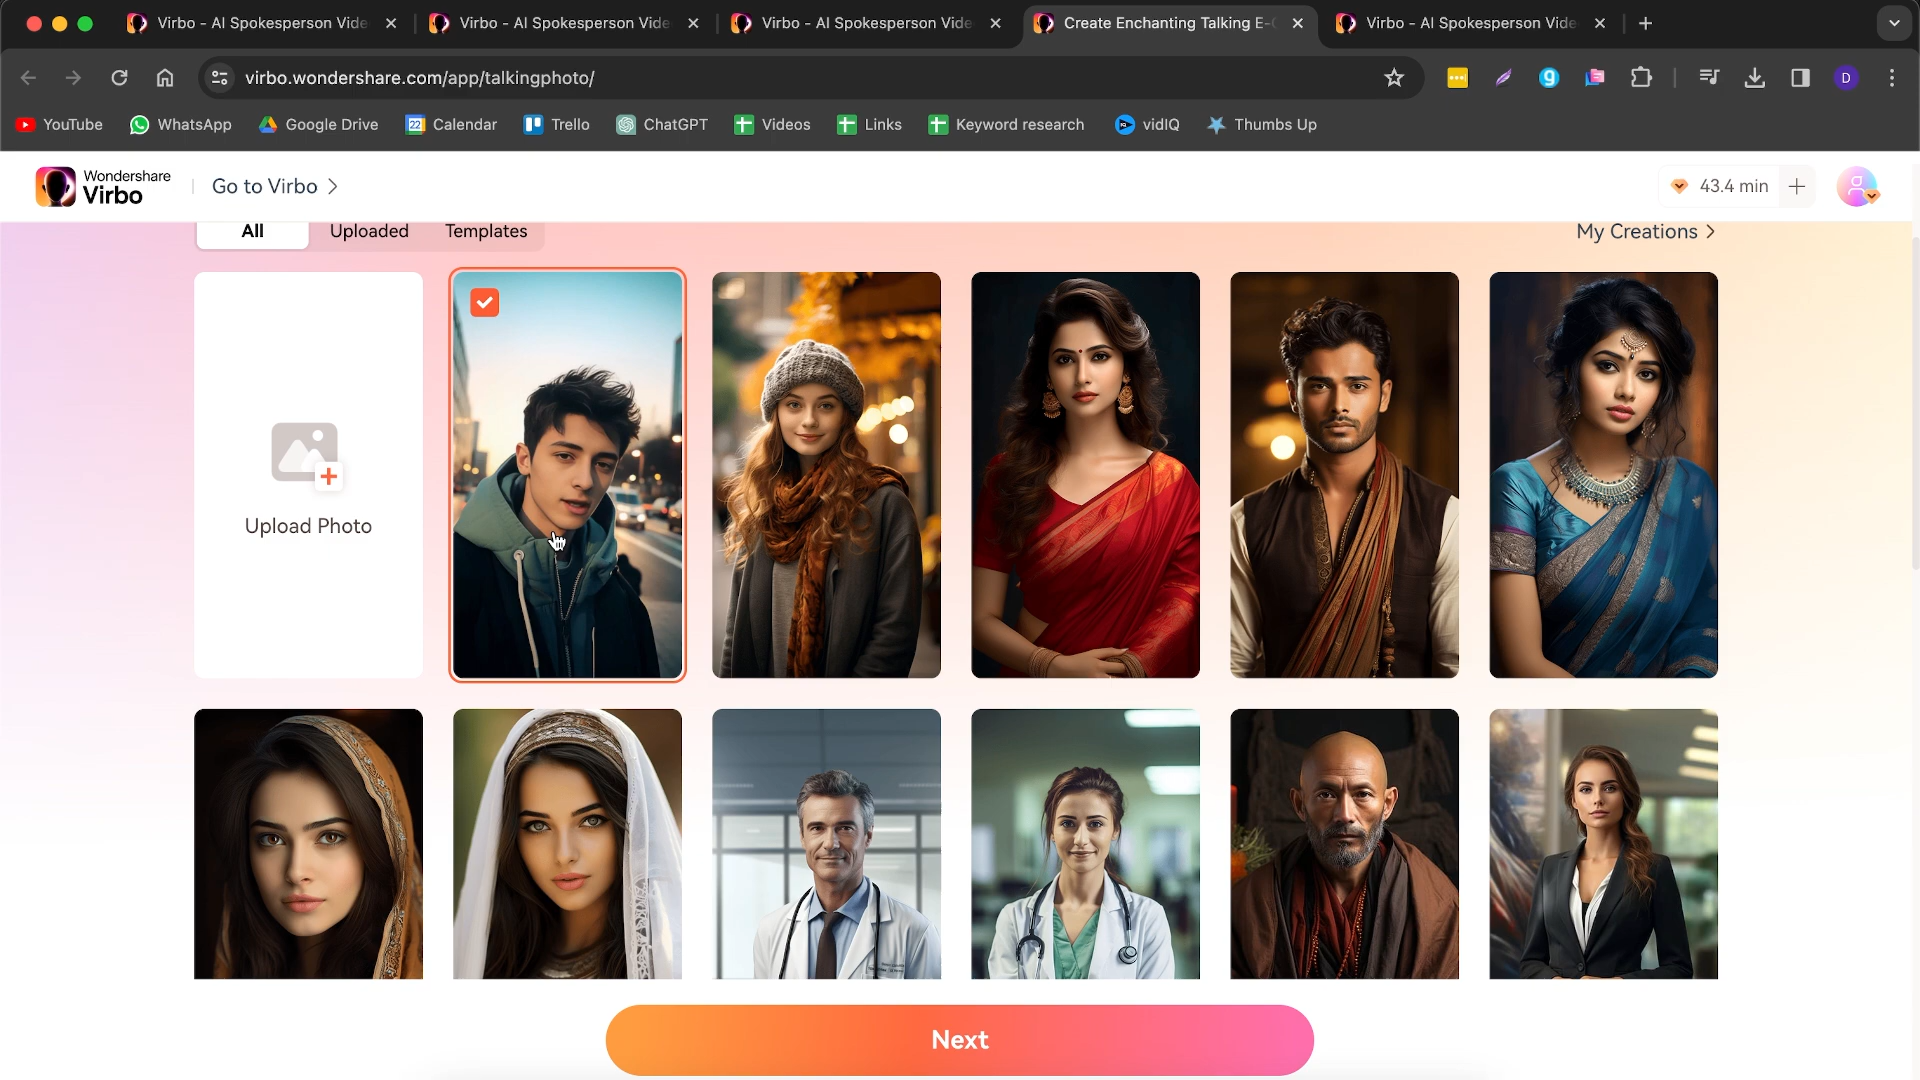 Virbo - AI Spokesperson Vide
Virbo - AI Spokesperson Vide
Virbo - AI Spokesperson Vide
Create Enchanting Talking E-C
Virbo - AI Spokesperson Vide
virbo.wondershare.com/app/talkingphoto/
D
YouTube
WhatsApp
Google Drive
22
Calendar
Trello
ChatGPT
Videos
Links
Keyword research
vidIQ
Thumbs Up
Wondershare
Virbo
Go to Virbo
43.4 min
All
Uploaded
Templates
My Creations
Upload Photo
Next